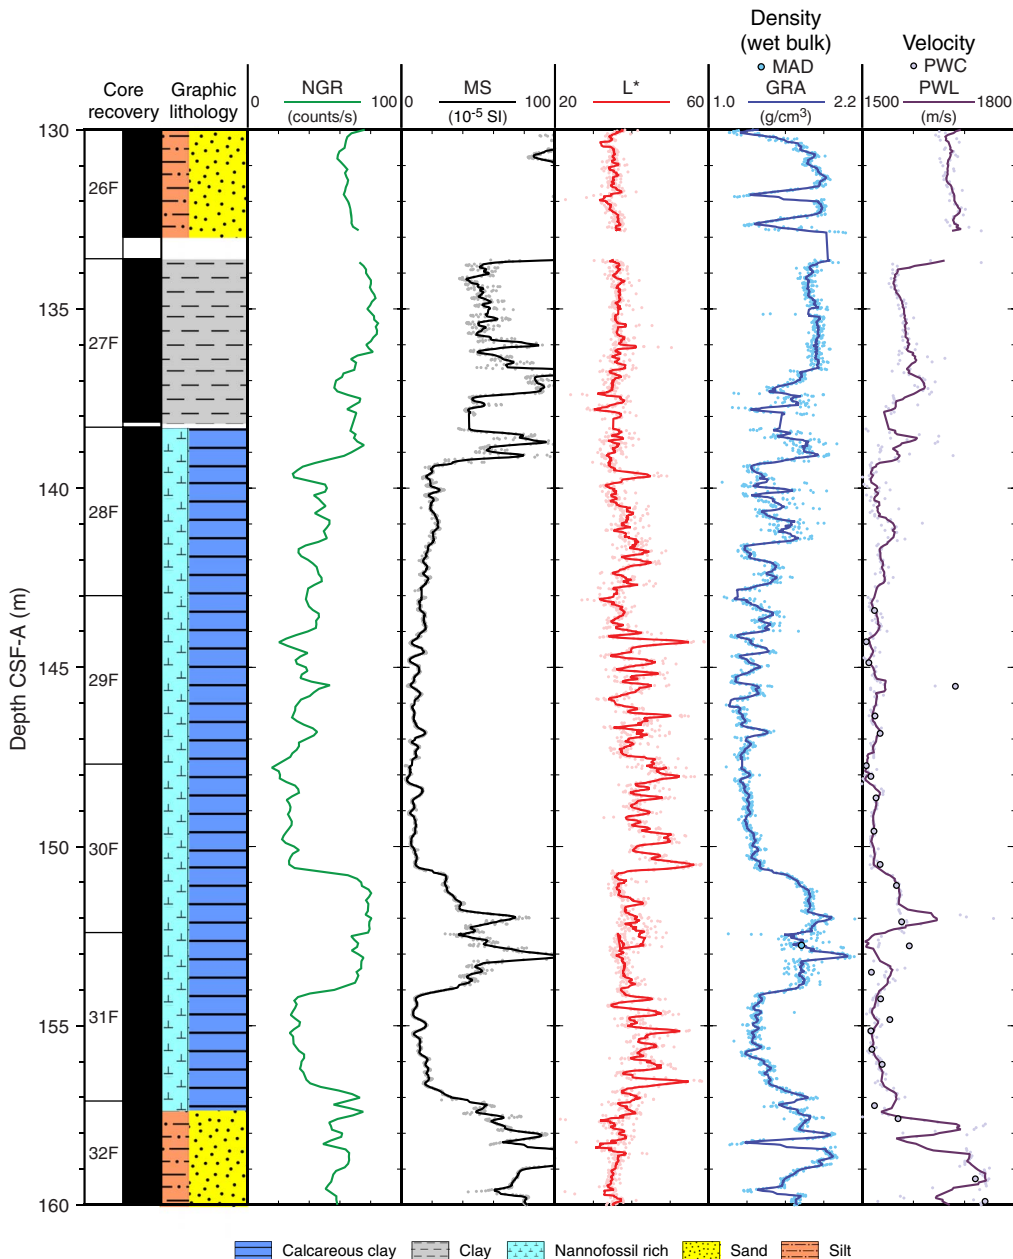 Density
(wet bulk)
Velocity
MAD
PWC
Core
recovery
Graphic
lithology
NGR
MS
L*
GRA
PWL
0 100
0 100
20 60
1.0 2.2
1500 1800
(counts/s)
(10-5 SI)
(g/cm3)
(m/s)
130
26F
135
27F
140
28F
145
29F
150
30F
155
31F
32F
160
Depth CSF-A (m)
Calcareous clay
Clay
Nannofossil rich
Sand
Silt